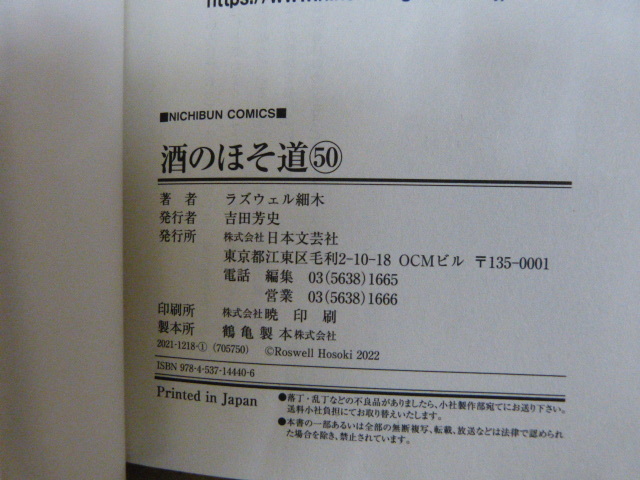 ■NICHIBUN COMICS■
酒のほそ道㊿
著　者　ラズウェル細木
発行者　吉田芳史
発行所　株式会社日本文芸社
東京都江東区毛利2-10-18 OCMビル　〒135-0001
電話　編集　03(5638)1665
営業　03(5638)1666
印刷所　株式会社暁 印 刷
製本所　鶴亀製本株式会社
2021-1218-① (705750)　©Roswell Hosoki 2022
ISBN 978-4-537-14440-6
Printed in Japan
●落丁・乱丁などの不良品がありましたら、小社製作部宛てにお送り下さい。
送料小社負担にてお取り替えいたします。
●本書の一部あるいは全部の無断複写、転載、放送などは法律で認められ
た場合を除き、禁止されています。